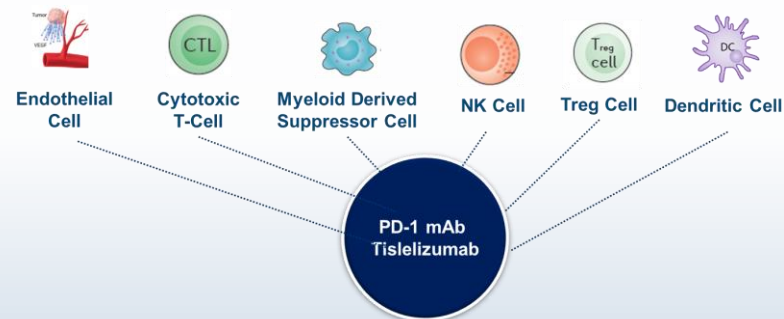 Tumor
VEGF
CTL
Treg
cell
DC
Endothelial
Cell
Cytotoxic
T-Cell
Myeloid Derived
Suppressor Cell
NK Cell
Treg Cell
Dendritic Cell
PD-1 mAb
Tislelizumab